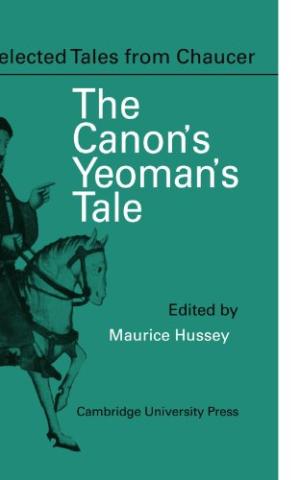 elected Tales from Chaucer
The
Canon's
Yeoman's
Tale
Edited by
Maurice Hussey
Cambridge University Press